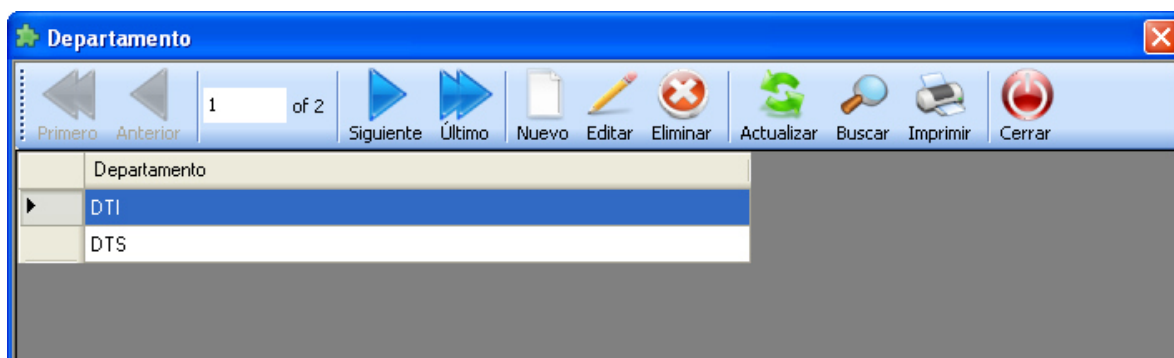 Departamento
1 of 2
Primero Anterior Siguiente Último Nuevo Editar Eliminar Actualizar Buscar Imprimir Cerrar
Departamento
DTI
DTS